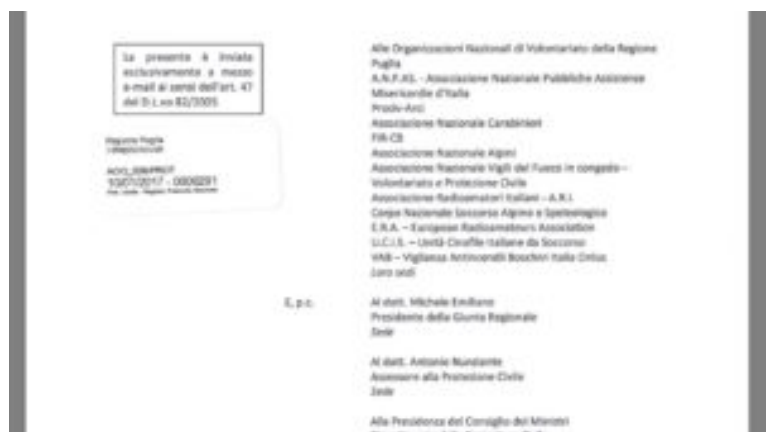 La presente è inviata
esclusivamente a mezzo
e-mail ai sensi dell'art. 47
del D.L.vo 82/2005
Regione Puglia
10/07/2017 - 0008291
Alle Organizzazioni Nazionali di Volontariato della Regione
Puglia
A.N.P.AS. - Associazione Nazionale Pubbliche Assistenze
Misericordie d'Italia
Prociv-Arci
Associazione Nazionale Carabinieri
FIR-CB
Associazione Nazionale Alpini
Associazione Nazionale Vigili del Fuoco in congedo –
Volontariato e Protezione Civile
Associazione Radioamatori Italiani - A.R.I.
Corpo Nazionale Soccorso Alpino e Speleologico
E.R.A. – European Radioamateurs Association
U.C.I.S. – Unità Cinofile Italiane da Soccorso
VAB – Vigilanza Antincendi Boschivi Italia Onlus
Loro sedi
E, p.c.
Al dott. Michele Emiliano
Presidente della Giunta Regionale
Sede
Al dott. Antonio Nunziante
Assessore alla Protezione Civile
Sede
Alla Presidenza del Consiglio dei Ministri